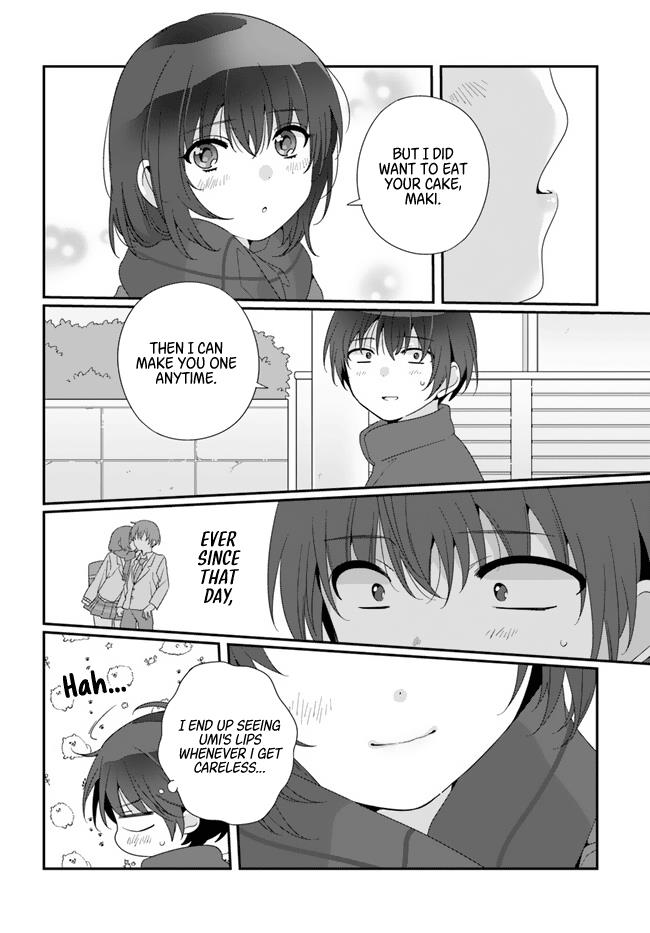 BUT I DID
WANT TO EAT
YOUR CAKE,
MAKI.
THEN I CAN
MAKE YOU ONE
ANYTIME.
EVER
SINCE
THAT
DAY,
Hah...
I END UP SEEING
UMI'S LIPS
WHENEVER I GET
CARELESS...